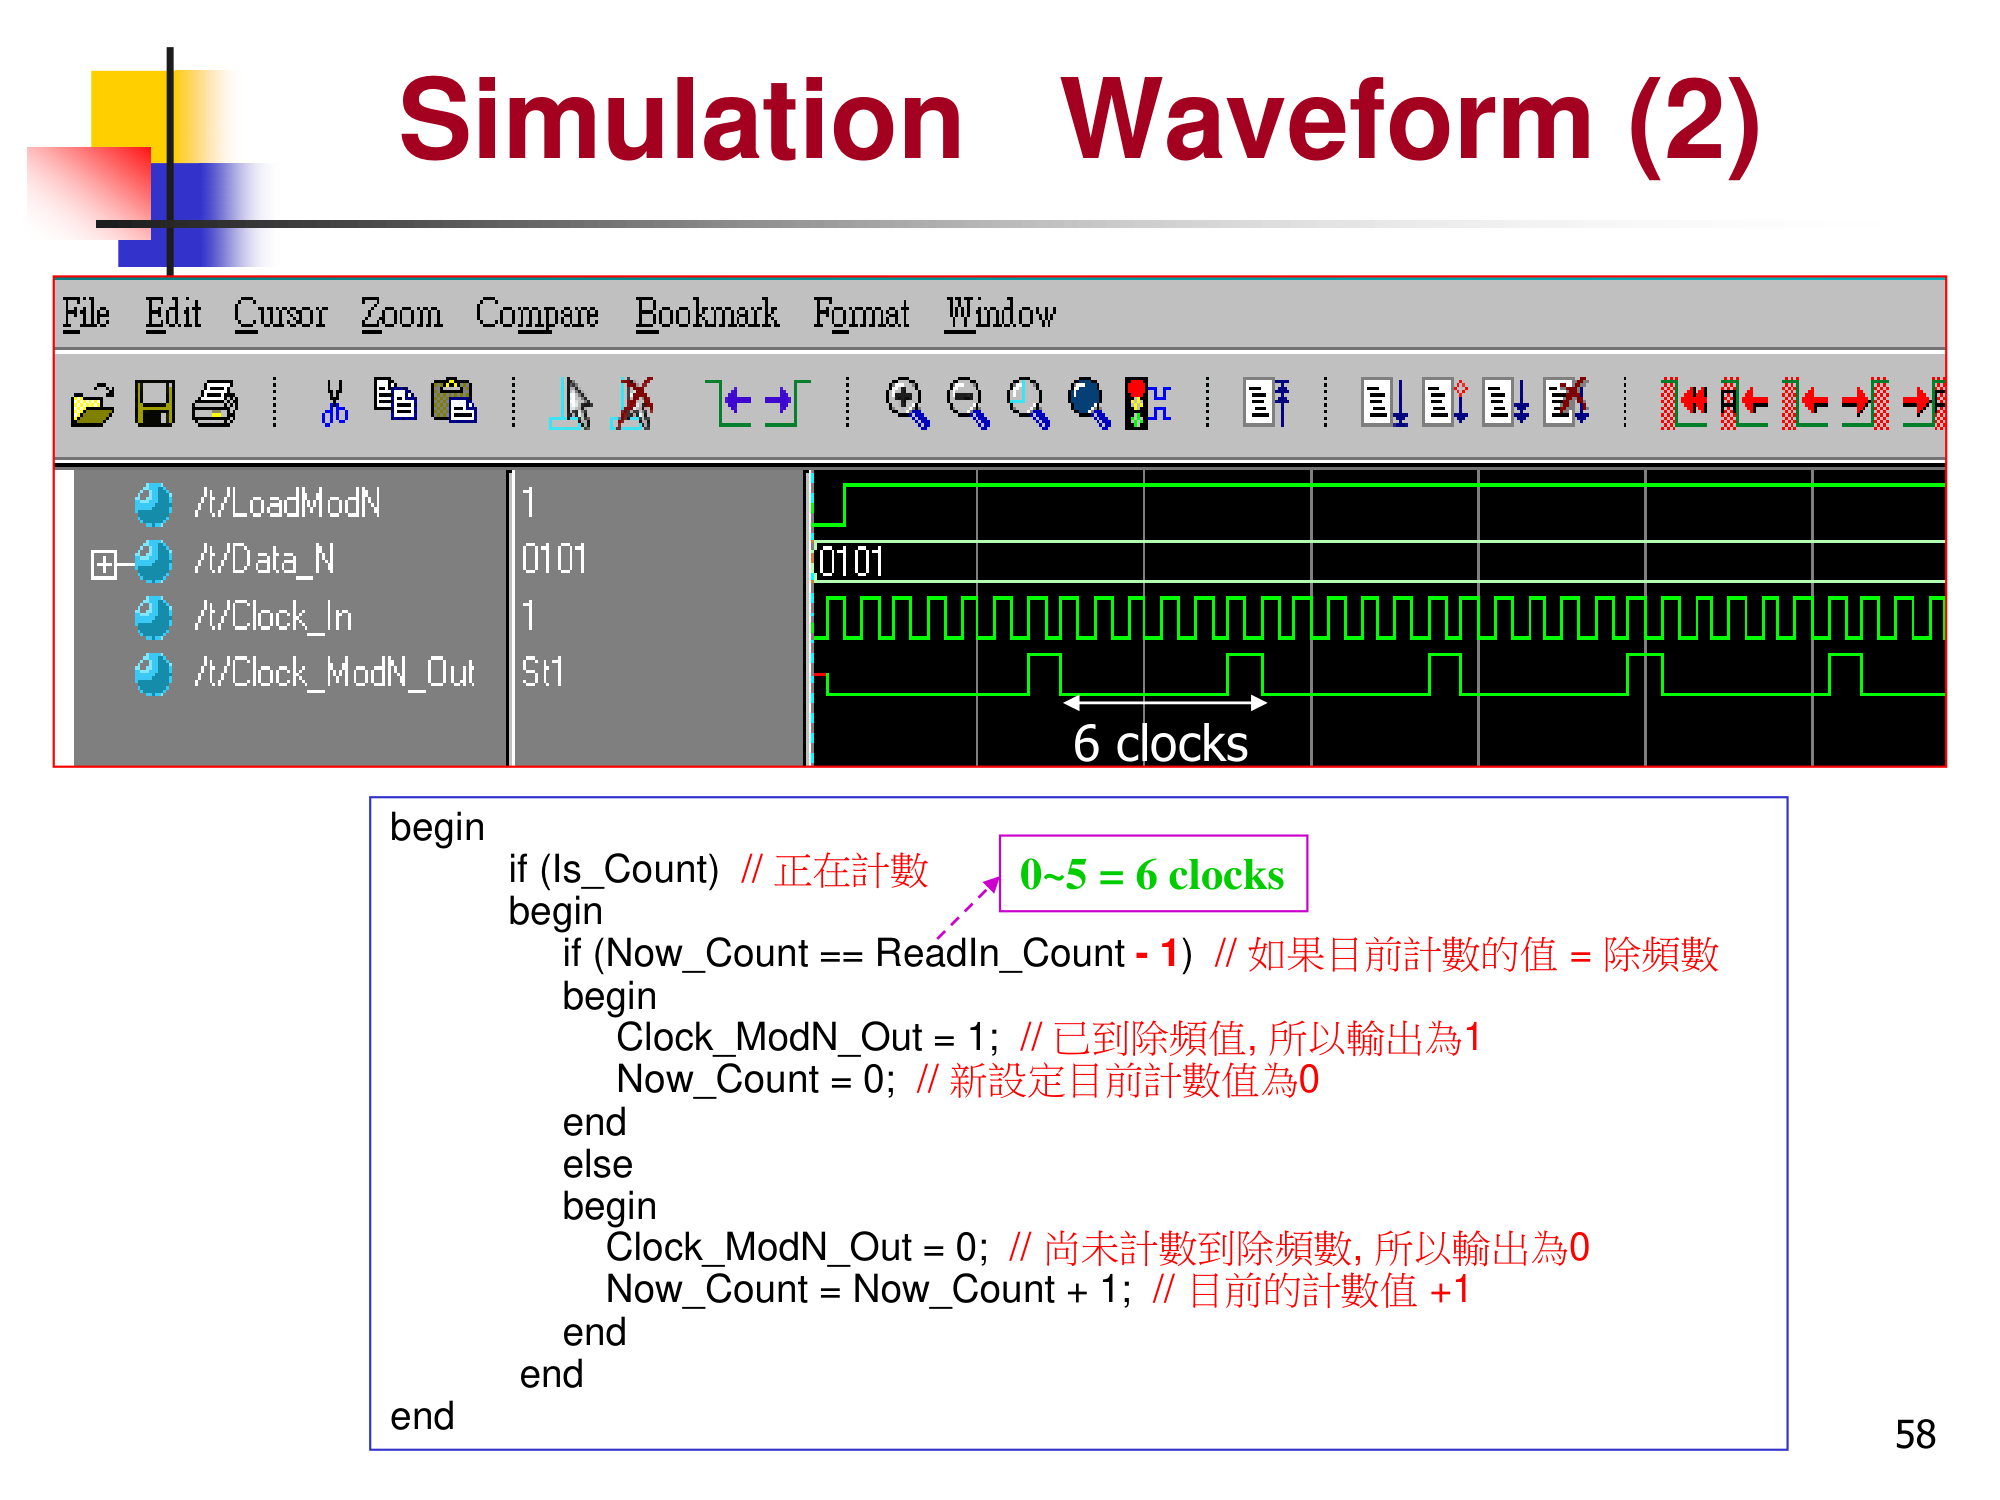 Simulation Waveform (2)
File Edit Cursor Zoom Compare Bookmark Format Window
/t/LoadModN 1
/t/Data_N 0101 0101
/t/Clock_In 1
/t/Clock_ModN_Out St1
6 clocks
begin
if (Is_Count) // 正在計數
0~5 = 6 clocks
begin
if (Now_Count == ReadIn_Count - 1) // 如果目前計數的值 = 除頻數
begin
Clock_ModN_Out = 1; // 已到除頻值, 所以輸出為1
Now_Count = 0; // 新設定目前計數值為0
end
else
begin
Clock_ModN_Out = 0; // 尚未計數到除頻數, 所以輸出為0
Now_Count = Now_Count + 1; // 目前的計數值 +1
end
end
end
58